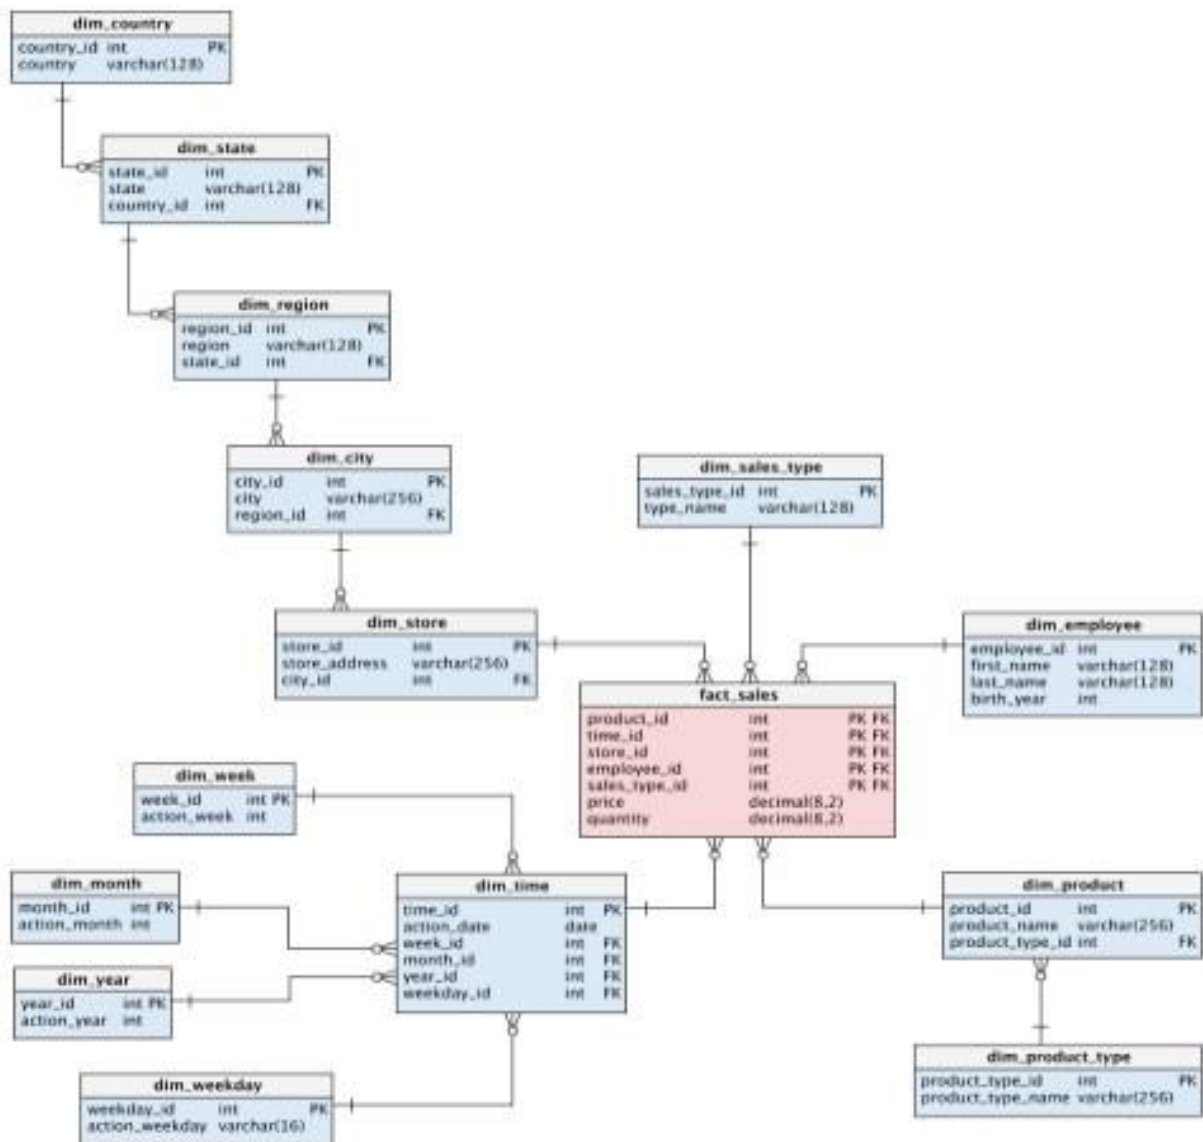 dim_country
country_id int PK
country varchar(128)
dim_state
state_id int PK
state varchar(128)
country_id int FK
dim_region
region_id int PK
region varchar(128)
state_id int FK
dim_city
city_id int PK
city varchar(256)
region_id int FK
dim_sales_type
sales_type_id int PK
type_name varchar(128)
dim_store
store_id int PK
store_address varchar(256)
city_id int FK
dim_employee
employee_id int PK
first_name varchar(128)
last_name varchar(128)
birth_year int
fact_sales
product_id int PK FK
time_id int PK FK
store_id int PK FK
employee_id int PK FK
sales_type_id int PK FK
price decimal(8,2)
quantity decimal(8,2)
dim_week
week_id int PK
action_week int
dim_month
month_id int PK
action_month int
dim_time
time_id int PK
action_date date
week_id int FK
month_id int FK
year_id int FK
weekday_id int FK
dim_product
product_id int PK
product_name varchar(256)
product_type_id int FK
dim_year
year_id int PK
action_year int
dim_weekday
weekday_id int PK
action_weekday varchar(16)
dim_product_type
product_type_id int PK
product_type_name varchar(256)